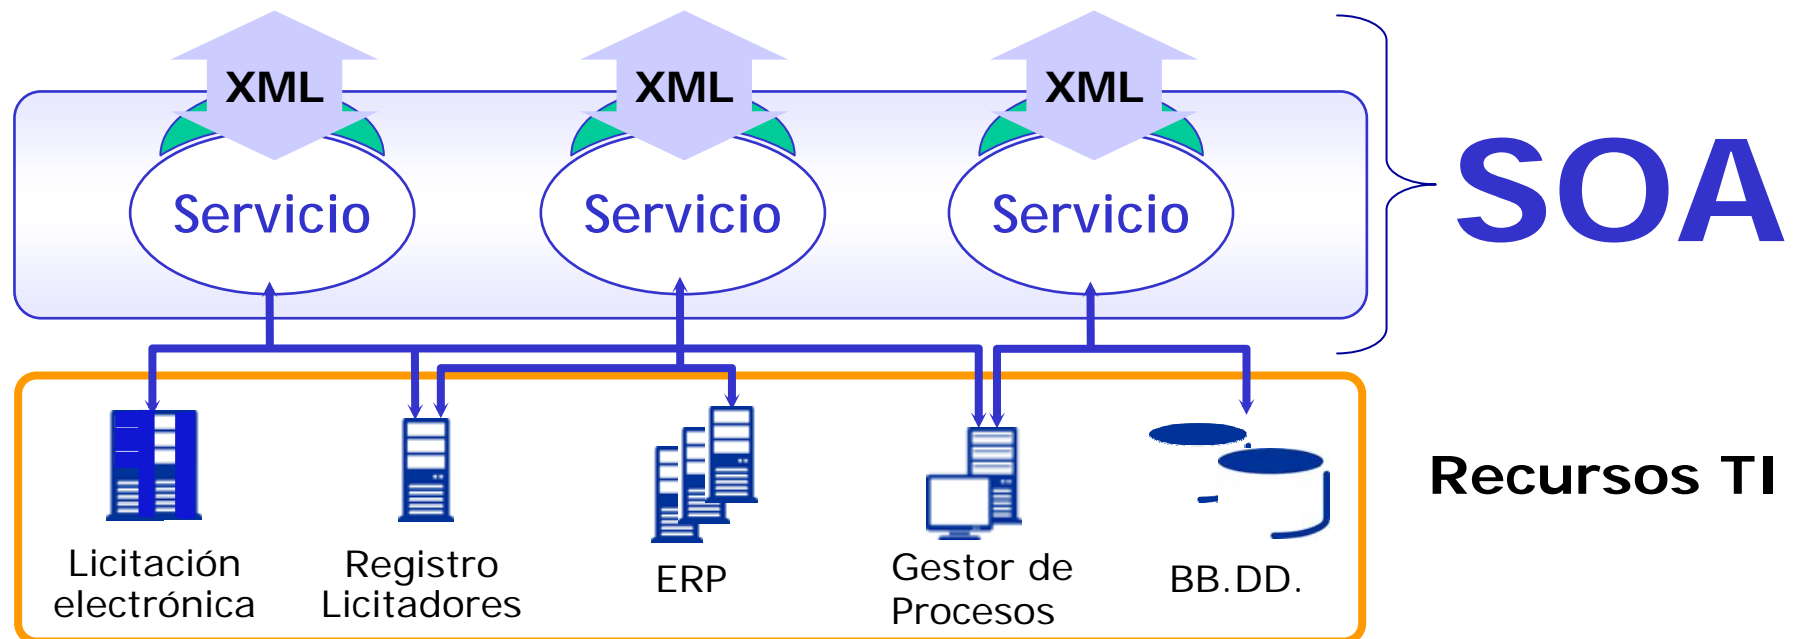 XML XML XML
Servicio Servicio Servicio
SOA
Recursos TI
Licitación
electrónica
Registro
Licitadores
ERP
Gestor de
Procesos
BB.DD.